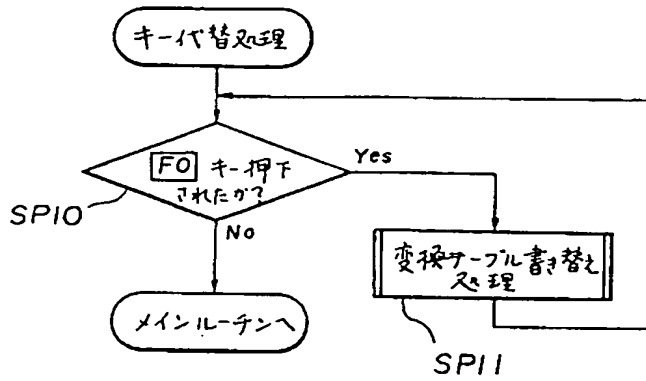 キー代替処理
FO キー押下
されたか?
Yes
SP10
No
変換テーブル書き替え
処理
メインルーチンへ
SP11